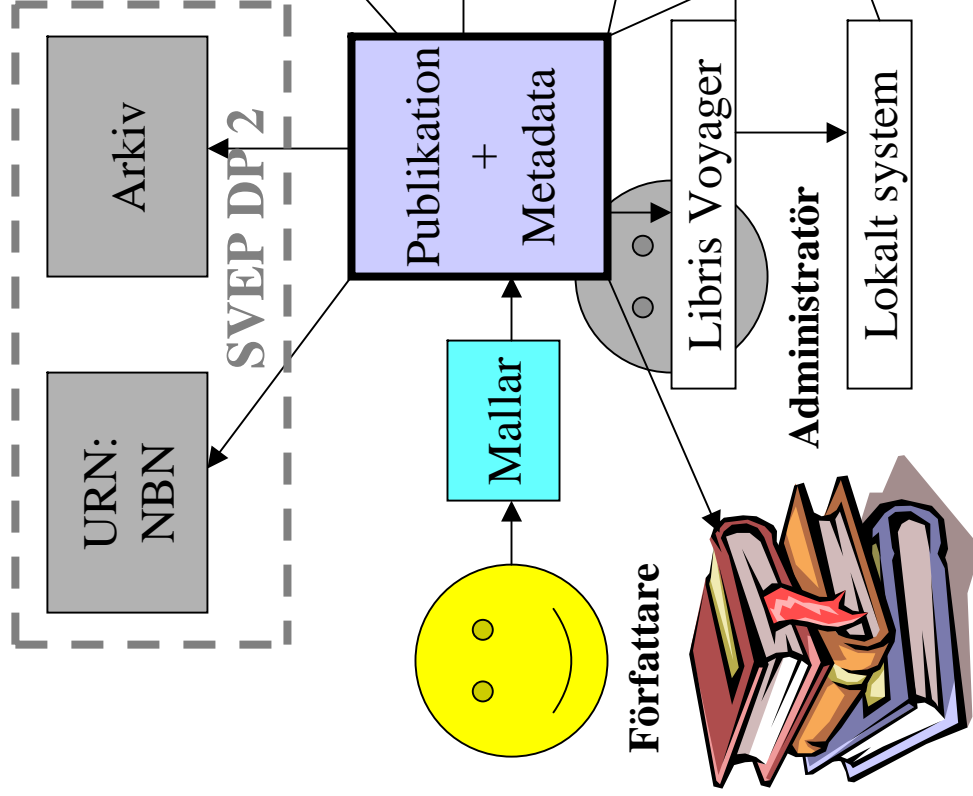 URN:
NBN
Arkiv
SVEP DP 2
Mallar
Publikation
+
Metadata
Författare
Libris Voyager
Administratör
Lokalt system